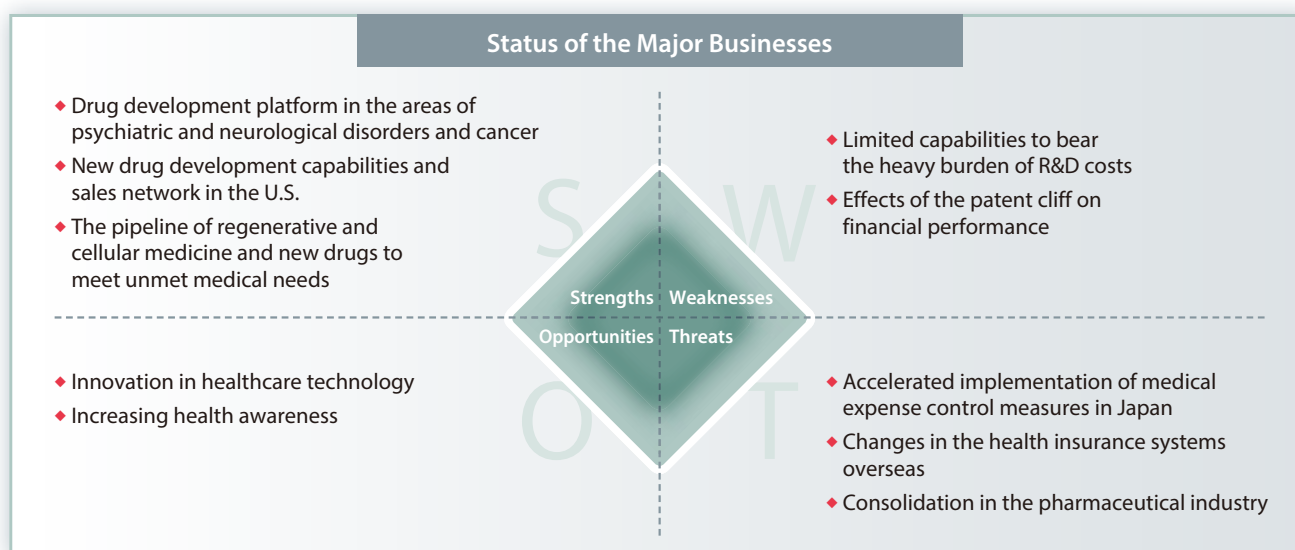 Status of the Major Businesses
◆ Drug development platform in the areas of
psychiatric and neurological disorders and cancer
◆ New drug development capabilities and
sales network in the U.S.
◆ The pipeline of regenerative and
cellular medicine and new drugs to
meet unmet medical needs
◆ Limited capabilities to bear
the heavy burden of R&D costs
◆ Effects of the patent cliff on
financial performance
S W
Strengths Weaknesses
Opportunities Threats
O T
◆ Innovation in healthcare technology
◆ Increasing health awareness
◆ Accelerated implementation of medical
expense control measures in Japan
◆ Changes in the health insurance systems
overseas
◆ Consolidation in the pharmaceutical industry